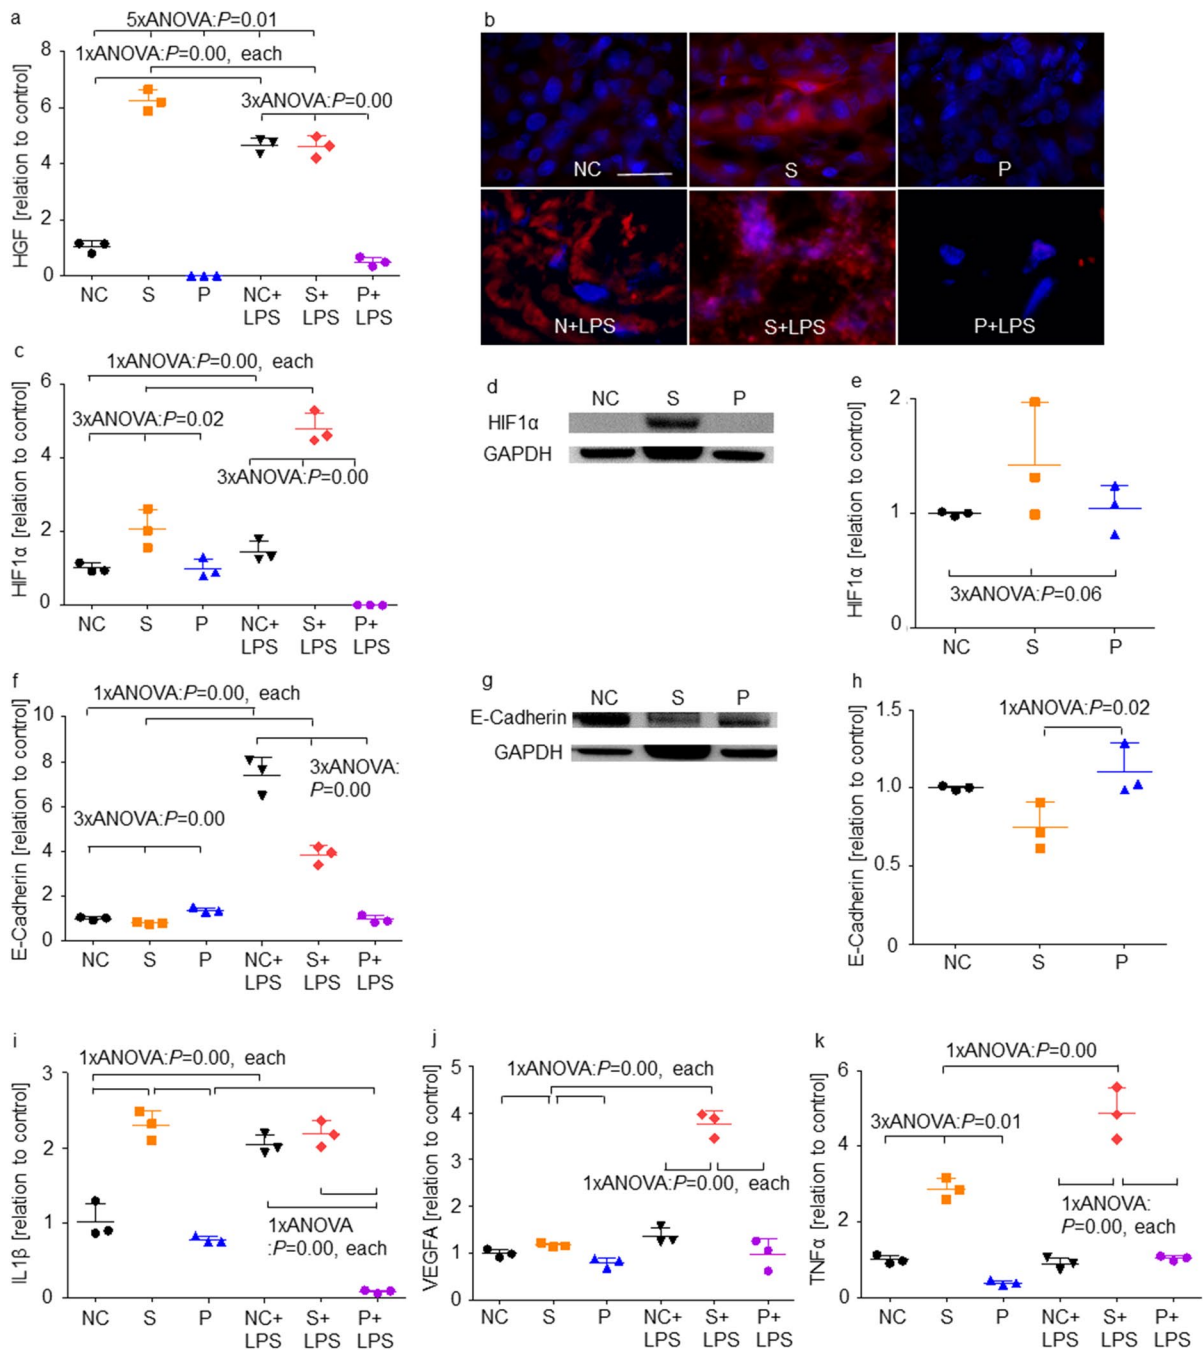 a
5xANOVA:P=0.01
1xANOVA:P=0.00, each
3xANOVA:P=0.00
HGF [relation to control]
8
6
4
2
0
NC S P NC+ S+ P+
LPS LPS LPS
b
NC S P
N+LPS S+LPS P+LPS
c
1xANOVA:P=0.00, each
3xANOVA:P=0.02
3xANOVA:P=0.00
HIF1α [relation to control]
6
4
2
0
NC S P NC+ S+ P+
LPS LPS LPS
d
NC S P
HIF1α
GAPDH
e
HIF1α [relation to control]
2
1
0
3xANOVA:P=0.06
NC S P
f
1xANOVA:P=0.00, each
3xANOVA:
P=0.00
3xANOVA:P=0.00
E-Cadherin [relation to control]
10
8
6
4
2
0
NC S P NC+ S+ P+
LPS LPS LPS
g
NC S P
E-Cadherin
GAPDH
h
1xANOVA:P=0.02
E-Cadherin [relation to control]
1.5
1.0
0.5
0
NC S P
i
1xANOVA:P=0.00, each
1xANOVA
:P=0.00, each
IL1β [relation to control]
3
2
1
0
NC S P NC+ S+ P+
LPS LPS LPS
j
1xANOVA:P=0.00, each
1xANOVA:P=0.00, each
VEGFA [relation to control]
5
4
3
2
1
0
NC S P NC+ S+ P+
LPS LPS LPS
k
1xANOVA:P=0.00
3xANOVA:P=0.01
1xANOVA:
P=0.00, each
TNFα [relation to control]
6
4
2
0
NC S P NC+ S+ P+
LPS LPS LPS